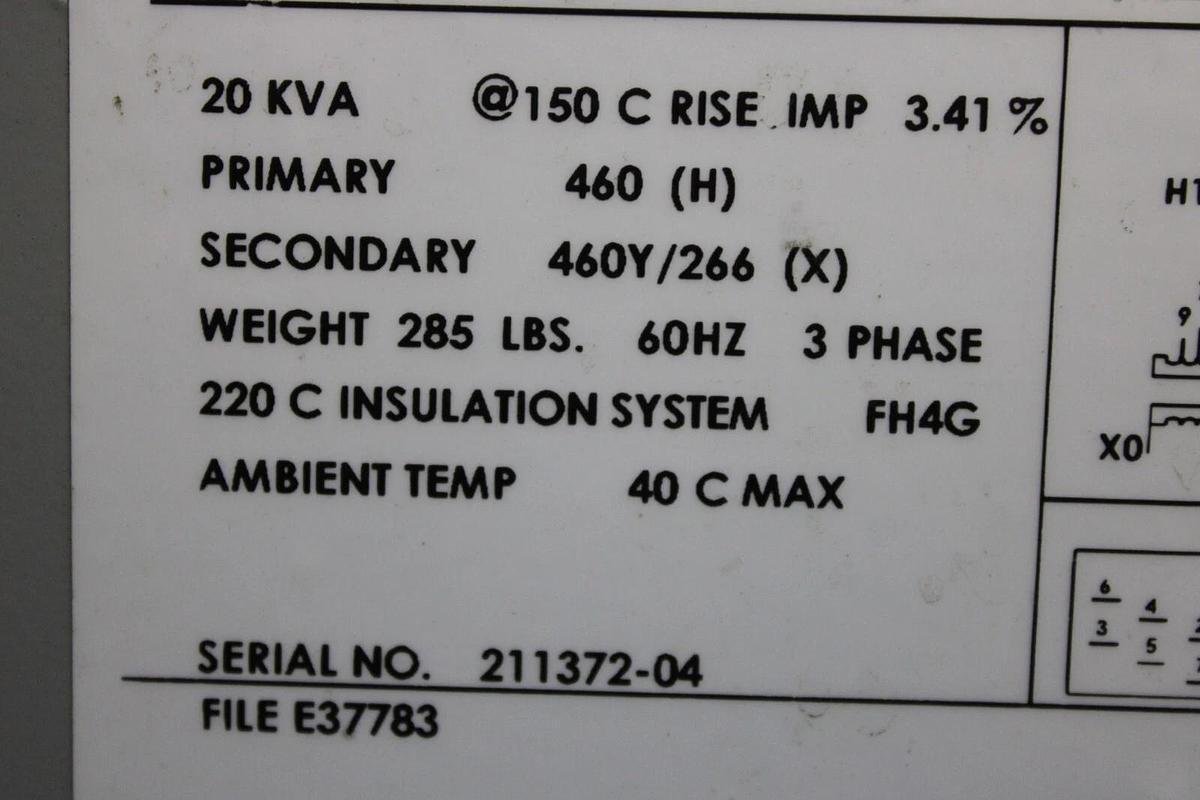 20 KVA @150 C RISE IMP 3.41 %
PRIMARY 460 (H)
SECONDARY 460Y/266 (X)
WEIGHT 285 LBS. 60HZ 3 PHASE
220 C INSULATION SYSTEM FH4G
AMBIENT TEMP 40 C MAX
SERIAL NO. 211372-04
FILE E37783
H1
9
X0
6 4
3 5